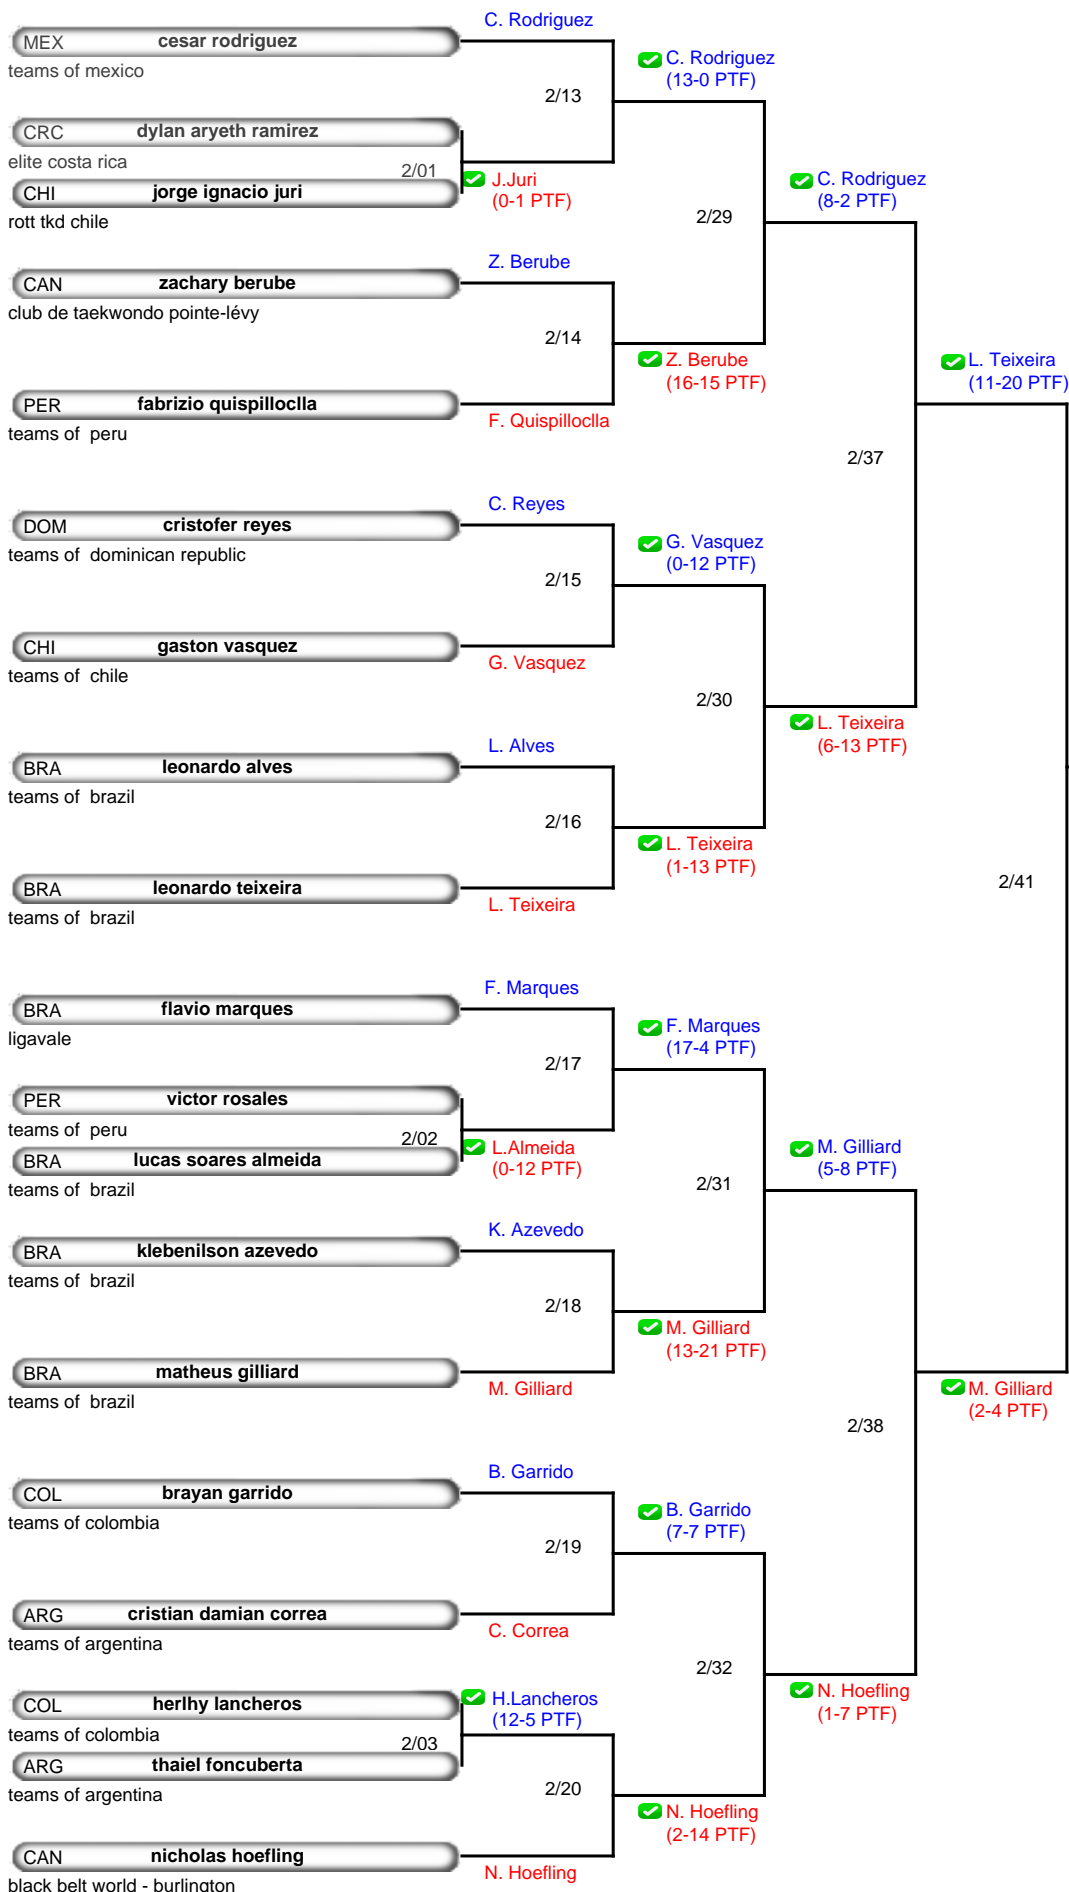 C. Rodriguez
MEX cesar rodriguez
teams of mexico
C. Rodriguez
(13-0 PTF)
2/13
CRC dylan aryeth ramirez
elite costa rica
2/01
J.Juri
(0-1 PTF)
C. Rodriguez
(8-2 PTF)
CHI jorge ignacio juri
rott tkd chile
2/29
Z. Berube
CAN zachary berube
club de taekwondo pointe-lévy
2/14
Z. Berube
(16-15 PTF)
L. Teixeira
(11-20 PTF)
PER fabrizio quispilloclla
F. Quispilloclla
teams of  peru
2/37
C. Reyes
DOM cristofer reyes
teams of  dominican republic
G. Vasquez
(0-12 PTF)
2/15
CHI gaston vasquez
G. Vasquez
teams of  chile
2/30
L. Teixeira
(6-13 PTF)
L. Alves
BRA leonardo alves
teams of  brazil
2/16
L. Teixeira
(1-13 PTF)
2/41
BRA leonardo teixeira
L. Teixeira
teams of  brazil
F. Marques
BRA flavio marques
ligavale
F. Marques
(17-4 PTF)
2/17
PER victor rosales
teams of  peru
2/02
L.Almeida
(0-12 PTF)
M. Gilliard
(5-8 PTF)
BRA lucas soares almeida
teams of  brazil
2/31
K. Azevedo
BRA klebenilson azevedo
teams of  brazil
2/18
M. Gilliard
(13-21 PTF)
BRA matheus gilliard
M. Gilliard
teams of  brazil
M. Gilliard
(2-4 PTF)
2/38
B. Garrido
COL brayan garrido
teams of colombia
B. Garrido
(7-7 PTF)
2/19
ARG cristian damian correa
C. Correa
teams of argentina
2/32
COL herlhy lancheros
H.Lancheros
(12-5 PTF)
N. Hoefling
(1-7 PTF)
teams of colombia
2/03
ARG thaiel foncuberta
teams of argentina
2/20
N. Hoefling
(2-14 PTF)
CAN nicholas hoefling
N. Hoefling
black belt world - burlington